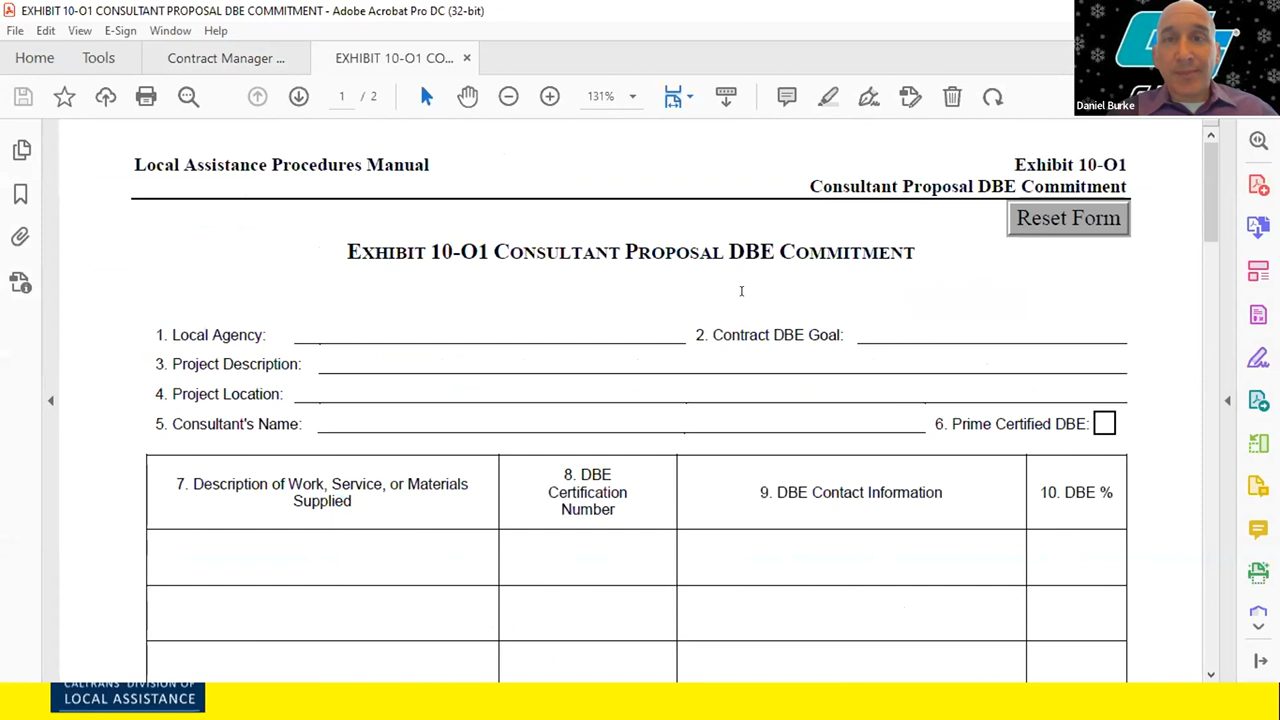 EXHIBIT 10-O1 CONSULTANT PROPOSAL DBE COMMITMENT - Adobe Acrobat Pro DC (32-bit)
File Edit View E-Sign Window Help
Home Tools Contract Manager ... EXHIBIT 10-O1 CO... ×
1 / 2 131%
Daniel Burke
Local Assistance Procedures Manual Exhibit 10-O1
Consultant Proposal DBE Commitment
Reset Form
EXHIBIT 10-O1 CONSULTANT PROPOSAL DBE COMMITMENT
1. Local Agency: 2. Contract DBE Goal:
3. Project Description:
4. Project Location:
5. Consultant's Name: 6. Prime Certified DBE:
7. Description of Work, Service, or Materials
Supplied
8. DBE
Certification
Number
9. DBE Contact Information
10. DBE %
CALTRANS DIVISION OF
LOCAL ASSISTANCE